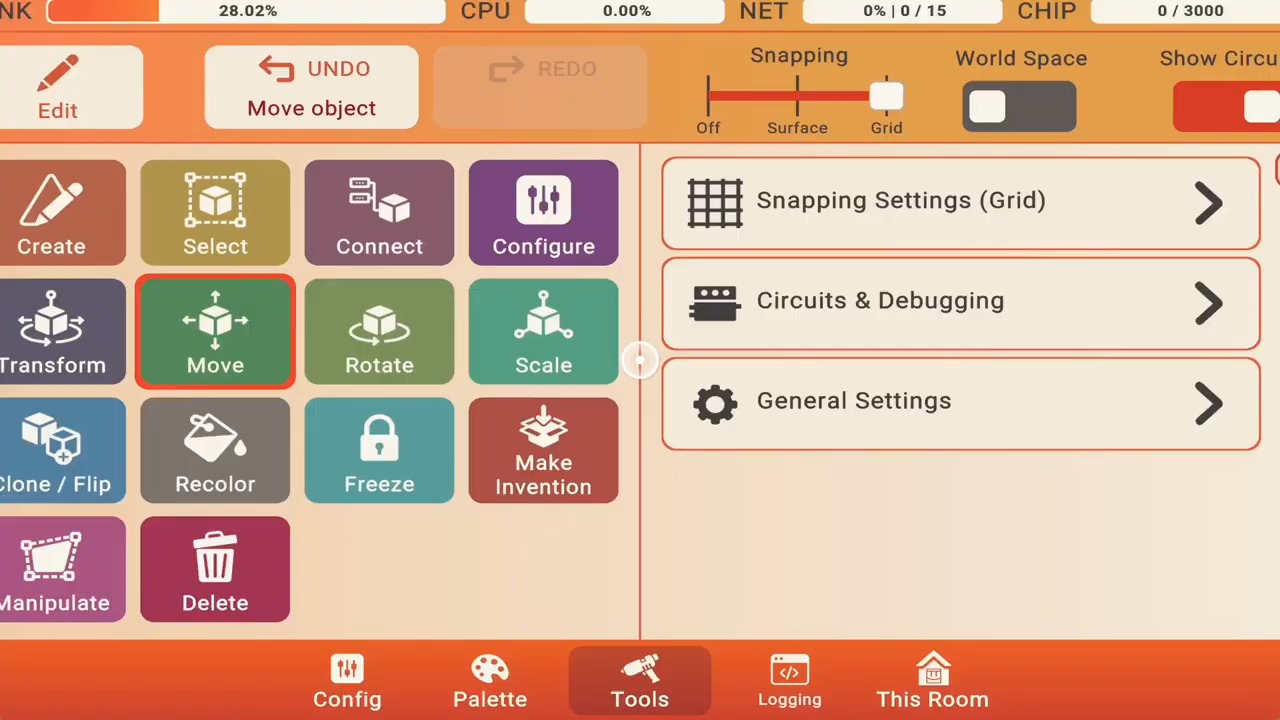 NK 28.02% CPU 0.00% NET 0% | 0 / 15 CHIP 0 / 3000
Edit
UNDO
Move object
REDO
Snapping
Off Surface Grid
World Space
Show Circu
Create Select Connect Configure
Transform Move Rotate Scale
Clone / Flip Recolor Freeze Make
Invention
Manipulate Delete
Snapping Settings (Grid)
Circuits & Debugging
General Settings
Config Palette Tools Logging This Room